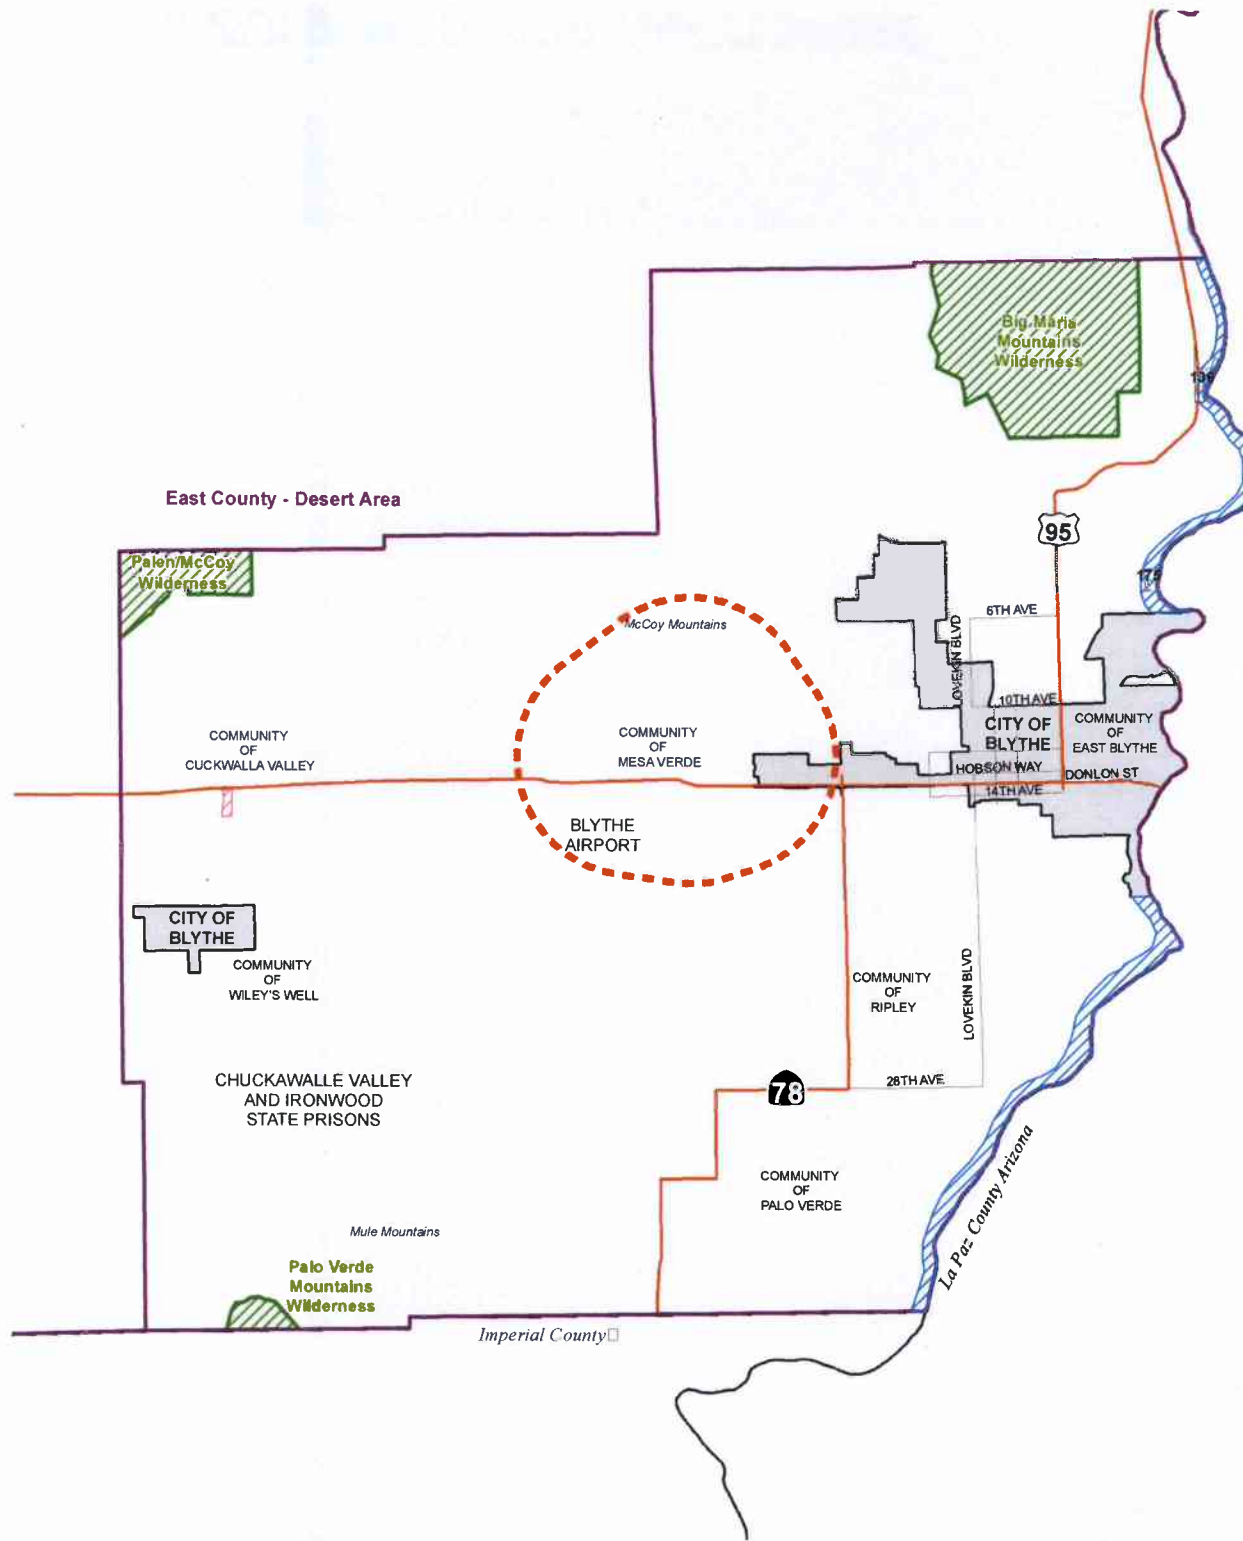 Big Maria
Mountains
Wilderness
136
East County - Desert Area
95
Palen/McCoy
Wilderness
175
6TH AVE
McCoy Mountains
LOVEKIN BLVD
10TH AVE
COMMUNITY
OF
CUCKWALLA VALLEY
COMMUNITY
OF
MESA VERDE
CITY OF
BLYTHE
COMMUNITY
OF
EAST BLYTHE
HOBSON WAY
DONLON ST
14TH AVE
BLYTHE
AIRPORT
CITY OF
BLYTHE
COMMUNITY
OF
WILEY'S WELL
COMMUNITY
OF
RIPLEY
LOVEKIN BLVD
CHUCKAWALLE VALLEY
AND IRONWOOD
STATE PRISONS
78
28TH AVE
COMMUNITY
OF
PALO VERDE
La Paz County Arizona
Mule Mountains
Palo Verde
Mountains
Wilderness
Imperial County